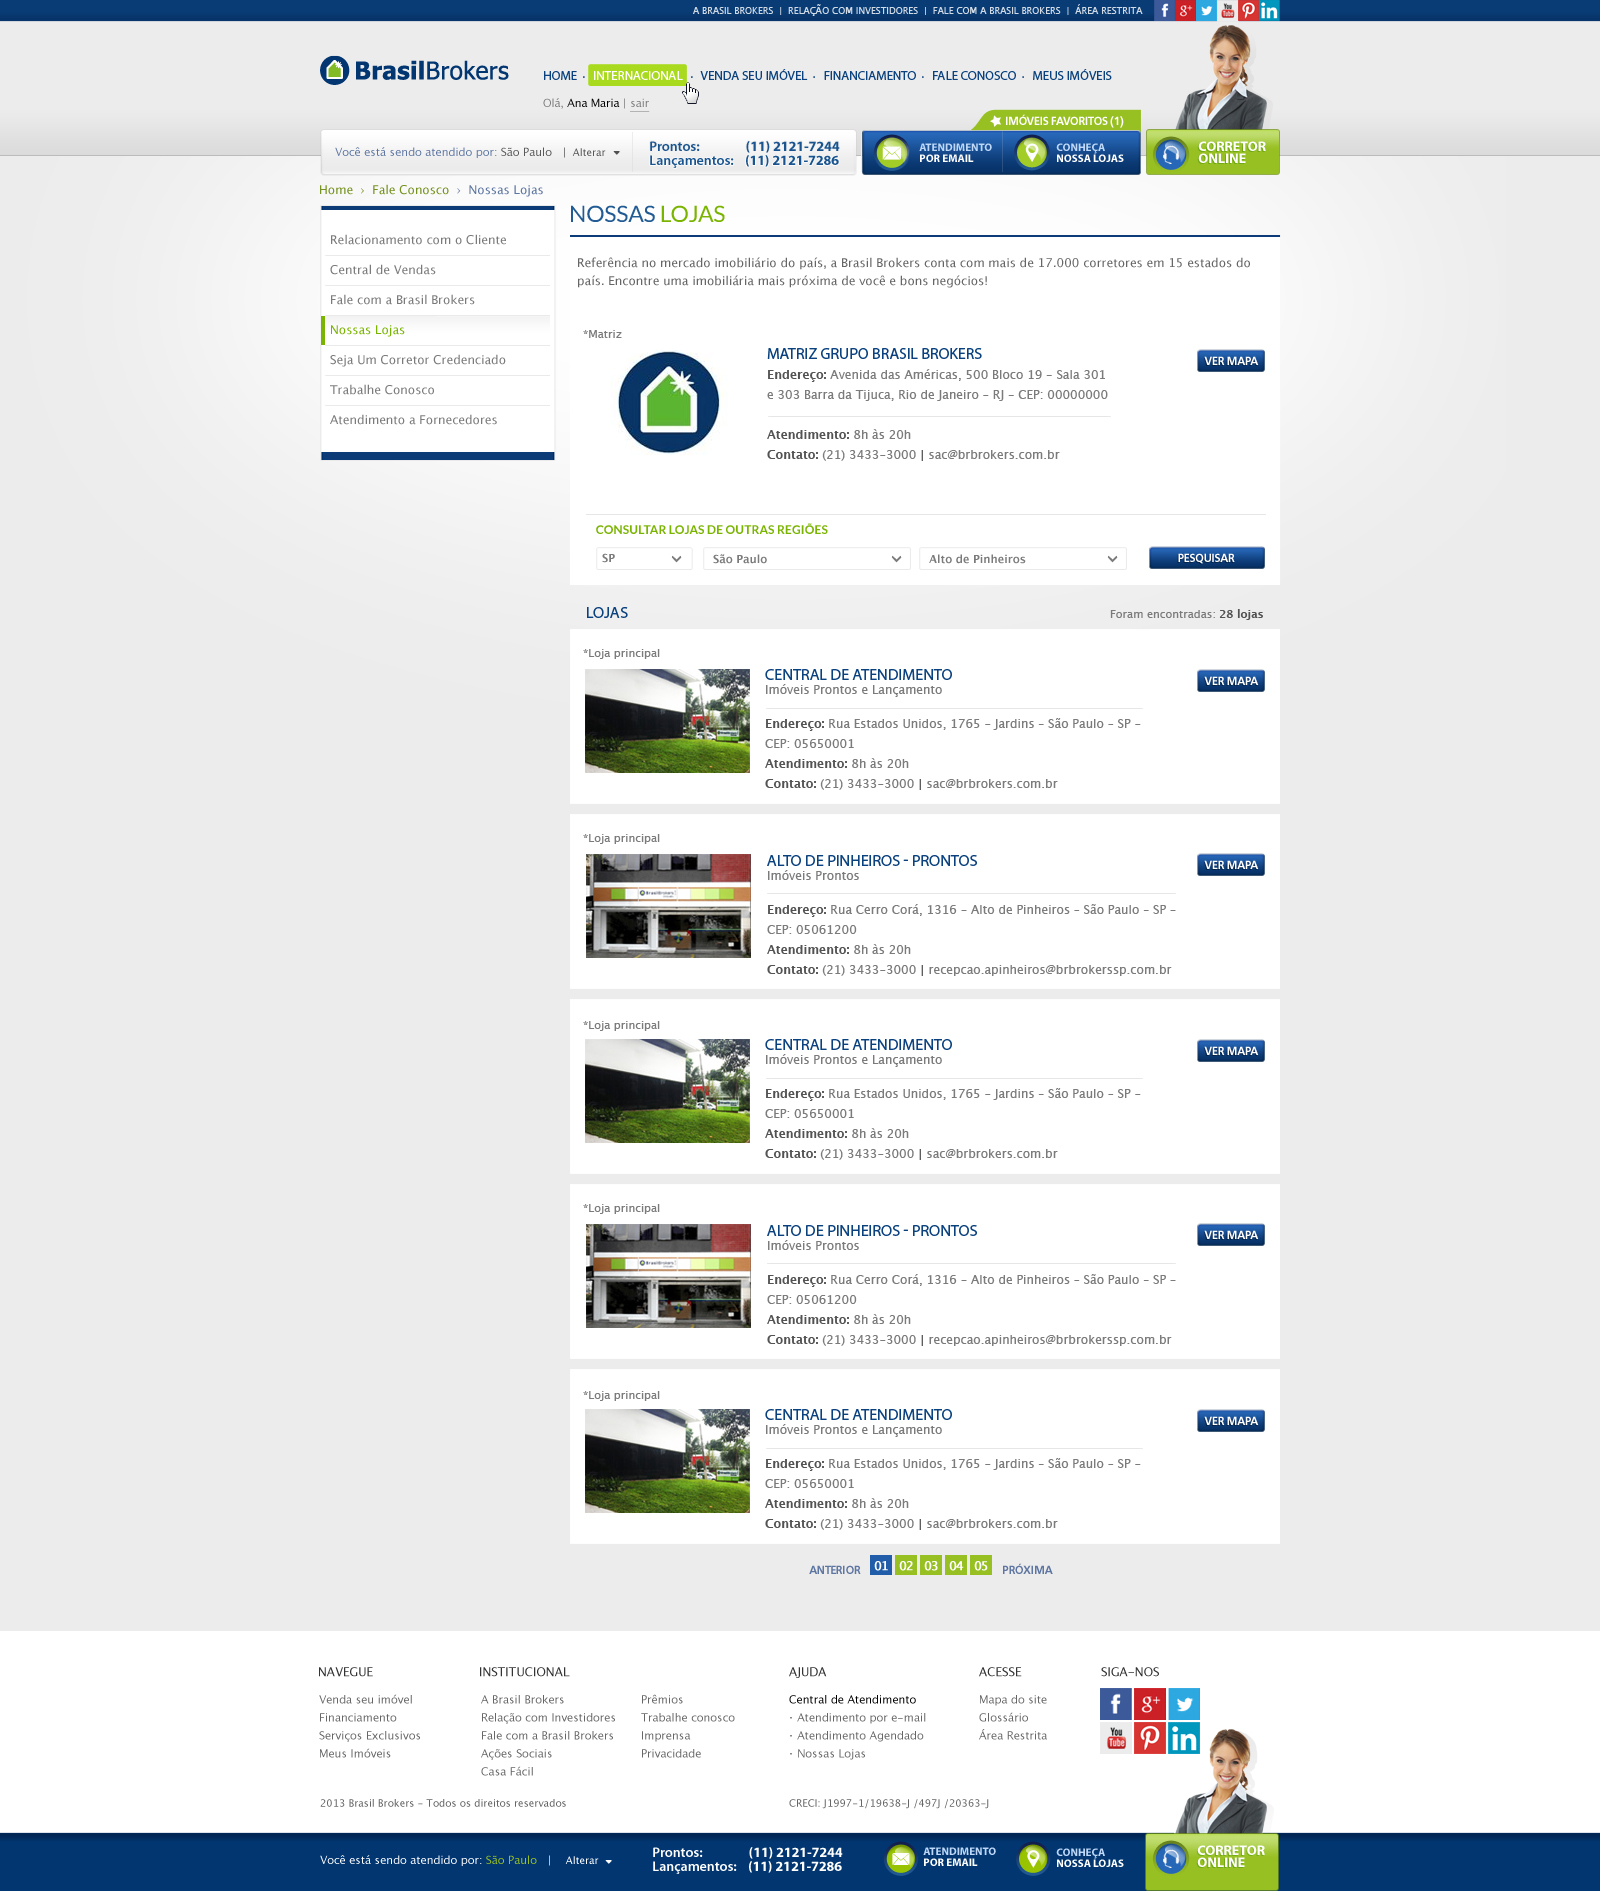 A BRASIL BROKERS | RELAÇÃO COM INVESTIDORES | FALE COM A BRASIL BROKERS | ÁREA RESTRITA
BrasilBrokers
HOME · INTERNACIONAL · VENDA SEU IMÓVEL · FINANCIAMENTO · FALE CONOSCO · MEUS IMÓVEIS
Olá, Ana Maria | sair
IMÓVEIS FAVORITOS (1)
Você está sendo atendido por: São Paulo | Alterar
Prontos: (11) 2121-7244
Lançamentos: (11) 2121-7286
ATENDIMENTO
POR EMAIL
CONHEÇA
NOSSA LOJAS
CORRETOR
ONLINE
Home › Fale Conosco › Nossas Lojas
Relacionamento com o Cliente
Central de Vendas
Fale com a Brasil Brokers
Nossas Lojas
Seja Um Corretor Credenciado
Trabalhe Conosco
Atendimento a Fornecedores
NOSSAS LOJAS
Referência no mercado imobiliário do país, a Brasil Brokers conta com mais de 17.000 corretores em 15 estados do
país. Encontre uma imobiliária mais próxima de você e bons negócios!
*Matriz
MATRIZ GRUPO BRASIL BROKERS
VER MAPA
Endereço: Avenida das Américas, 500 Bloco 19 – Sala 301
e 303 Barra da Tijuca, Rio de Janeiro – RJ – CEP: 00000000
Atendimento: 8h às 20h
Contato: (21) 3433-3000 | sac@brbrokers.com.br
CONSULTAR LOJAS DE OUTRAS REGIÕES
SP
São Paulo
Alto de Pinheiros
PESQUISAR
LOJAS
Foram encontradas: 28 lojas
*Loja principal
CENTRAL DE ATENDIMENTO
VER MAPA
Imóveis Prontos e Lançamento
Endereço: Rua Estados Unidos, 1765 – Jardins – São Paulo – SP –
CEP: 05650001
Atendimento: 8h às 20h
Contato: (21) 3433-3000 | sac@brbrokers.com.br
*Loja principal
BrasilBrokers
ALTO DE PINHEIROS - PRONTOS
VER MAPA
Imóveis Prontos
Endereço: Rua Cerro Corá, 1316 – Alto de Pinheiros – São Paulo – SP –
CEP: 05061200
Atendimento: 8h às 20h
Contato: (21) 3433-3000 | recepcao.apinheiros@brbrokerssp.com.br
*Loja principal
CENTRAL DE ATENDIMENTO
VER MAPA
Imóveis Prontos e Lançamento
Endereço: Rua Estados Unidos, 1765 – Jardins – São Paulo – SP –
CEP: 05650001
Atendimento: 8h às 20h
Contato: (21) 3433-3000 | sac@brbrokers.com.br
*Loja principal
BrasilBrokers
ALTO DE PINHEIROS - PRONTOS
VER MAPA
Imóveis Prontos
Endereço: Rua Cerro Corá, 1316 – Alto de Pinheiros – São Paulo – SP –
CEP: 05061200
Atendimento: 8h às 20h
Contato: (21) 3433-3000 | recepcao.apinheiros@brbrokerssp.com.br
*Loja principal
CENTRAL DE ATENDIMENTO
VER MAPA
Imóveis Prontos e Lançamento
Endereço: Rua Estados Unidos, 1765 – Jardins – São Paulo – SP –
CEP: 05650001
Atendimento: 8h às 20h
Contato: (21) 3433-3000 | sac@brbrokers.com.br
ANTERIOR 01 02 03 04 05 PRÓXIMA
NAVEGUE
Venda seu imóvel
Financiamento
Serviços Exclusivos
Meus Imóveis
INSTITUCIONAL
A Brasil Brokers
Relação com Investidores
Fale com a Brasil Brokers
Ações Sociais
Casa Fácil
Prêmios
Trabalhe conosco
Imprensa
Privacidade
AJUDA
Central de Atendimento
· Atendimento por e-mail
· Atendimento Agendado
· Nossas Lojas
ACESSE
Mapa do site
Glossário
Área Restrita
SIGA-NOS
You Tube
2013 Brasil Brokers – Todos os direitos reservados
CRECI: J1997-1/19638-J /497J /20363-J
Você está sendo atendido por: São Paulo | Alterar
Prontos: (11) 2121-7244
Lançamentos: (11) 2121-7286
ATENDIMENTO
POR EMAIL
CONHEÇA
NOSSA LOJAS
CORRETOR
ONLINE